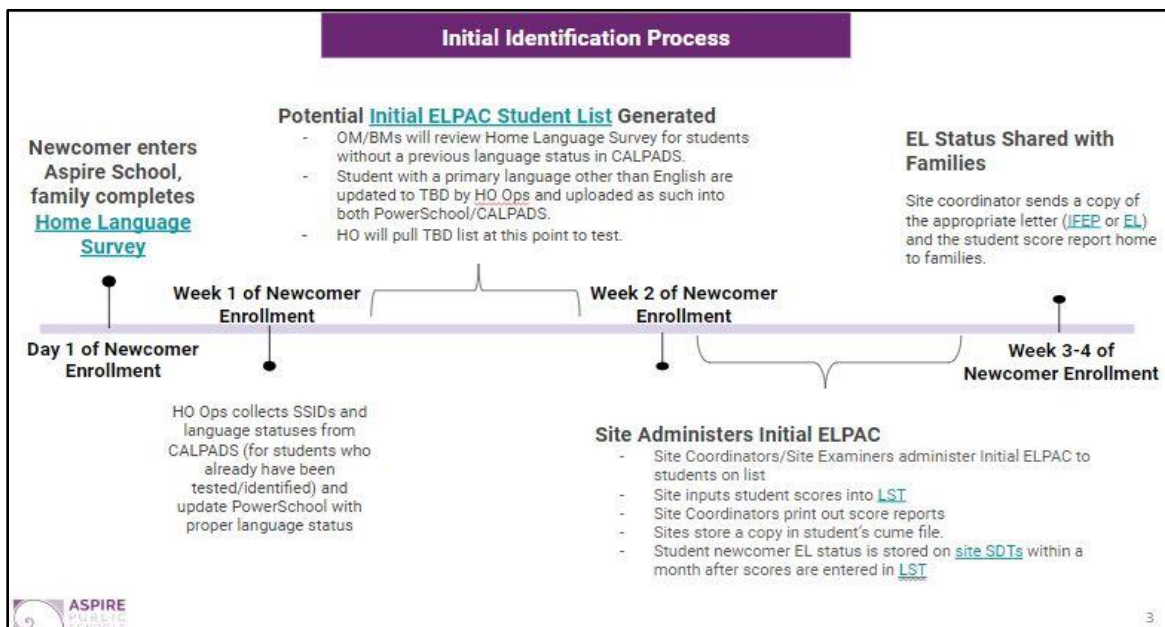 Initial Identification Process
Newcomer enters
Aspire School,
family completes
Home Language
Survey
Potential Initial ELPAC Student List Generated
- OM/BMs will review Home Language Survey for students
without a previous language status in CALPADS.
- Student with a primary language other than English are
updated to TBD by HO Ops and uploaded as such into
both PowerSchool/CALPADS.
- HO will pull TBD list at this point to test.
EL Status Shared with
Families
Site coordinator sends a copy of
the appropriate letter (IFEP or EL)
and the student score report home
to families.
Day 1 of Newcomer
Enrollment
Week 1 of Newcomer
Enrollment
Week 2 of Newcomer
Enrollment
Week 3-4 of
Newcomer Enrollment
HO Ops collects SSIDs and
language statuses from
CALPADS (for students who
already have been
tested/identified) and
update PowerSchool with
proper language status
Site Administers Initial ELPAC
- Site Coordinators/Site Examiners administer Initial ELPAC to
students on list
- Site inputs student scores into LST
- Site Coordinators print out score reports
- Sites store a copy in student's cume file.
- Student newcomer EL status is stored on site SDTs within a
month after scores are entered in LST
ASPIRE
PUBLIC
SCHOOLS
3